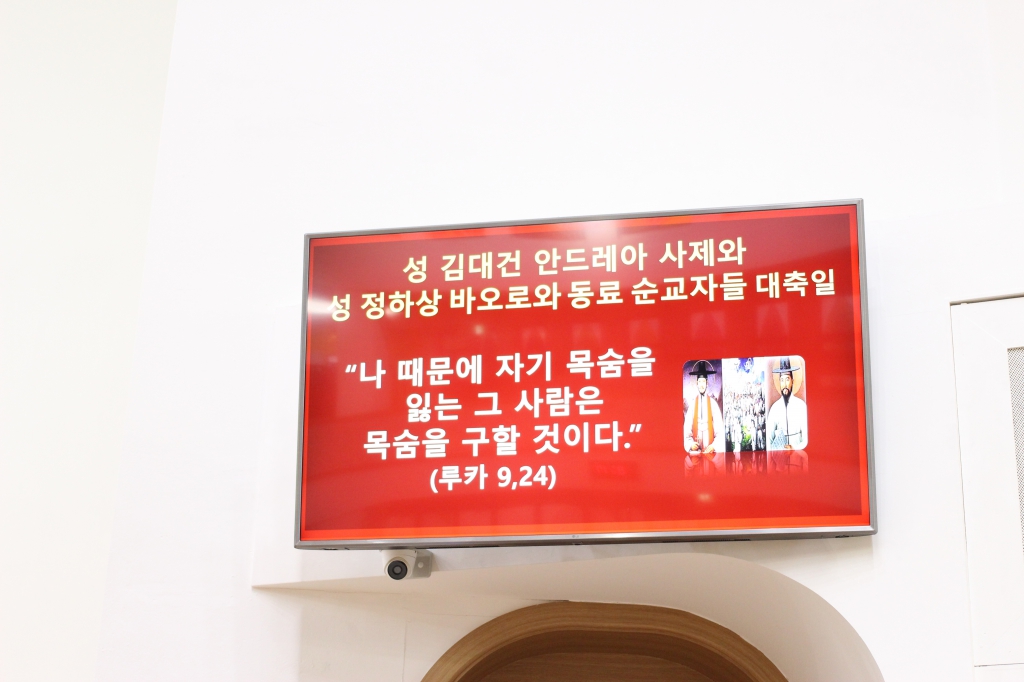 성 김대건 안드레아 사제와
성 정하상 바오로와 동료 순교자들 대축일
“나 때문에 자기 목숨을
잃는 그 사람은
목숨을 구할 것이다.”
(루카 9,24)